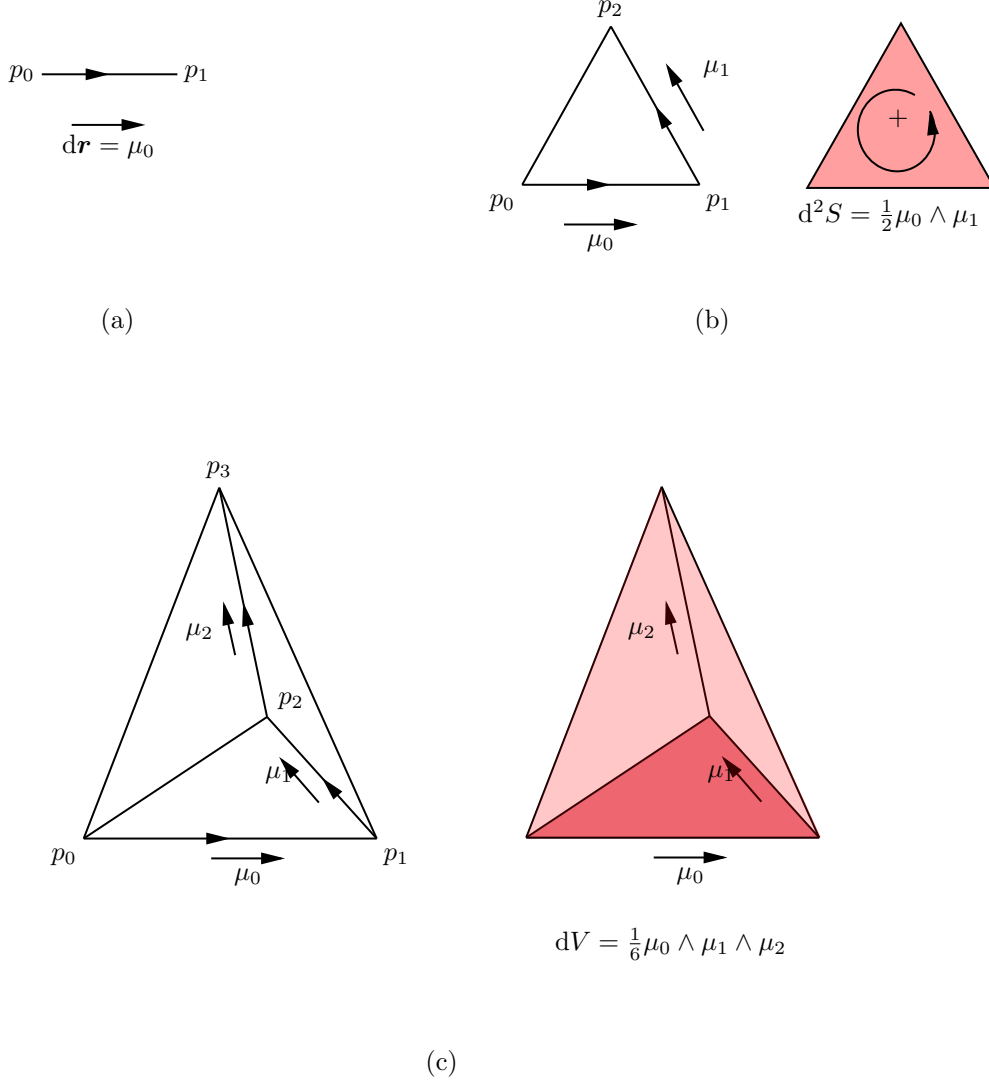 p₂
p₀ p₁ μ₁ +
d𝒓 = μ₀
p₀ p₁
μ₀ d²S = ½μ₀ ∧ μ₁
(a) (b)
p₃
μ₂ μ₂
p₂
μ₁ μ₁
p₀ p₁
μ₀ μ₀
dV = ⅙μ₀ ∧ μ₁ ∧ μ₂
(c)